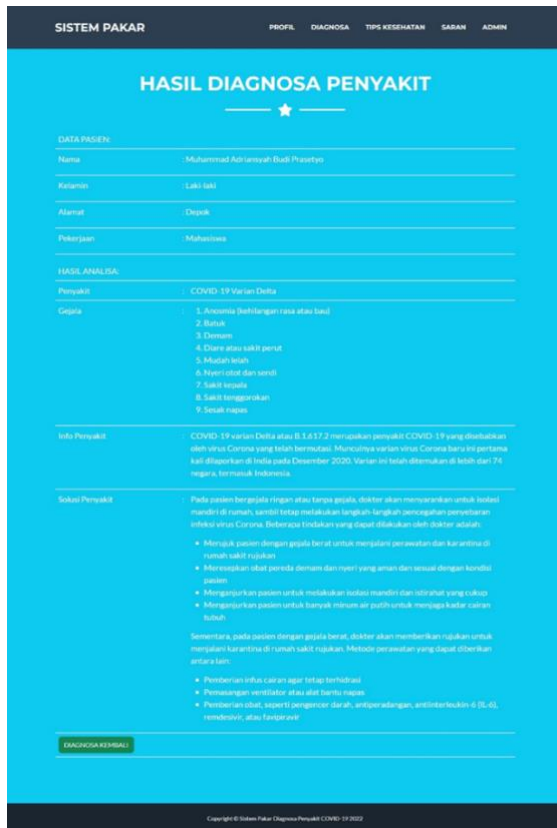 SISTEM PAKAR
PROFIL DIAGNOSA TIPS KESEHATAN SARAN ADMIN
HASIL DIAGNOSA PENYAKIT
DATA PASIEN:
Nama : Muhammad Adriansyah Budi Prasetyo
Kelamin : Laki-laki
Alamat : Depok
Pekerjaan : Mahasiswa
HASIL ANALISA:
Penyakit : COVID-19 Varian Delta
Gejala : 1. Anosmia (kehilangan rasa atau bau)
2. Batuk
3. Demam
4. Diare atau sakit perut
5. Mudah lelah
6. Nyeri otot dan sendi
7. Sakit kepala
8. Sakit tenggorokan
9. Sesak napas
Info Penyakit : COVID-19 varian Delta atau B.1.617.2 merupakan penyakit COVID-19 yang disebabkan
oleh virus Corona yang telah bermutasi. Munculnya varian virus Corona baru ini pertama
kali dilaporkan di India pada Desember 2020. Varian ini telah ditemukan di lebih dari 74
negara, termasuk Indonesia.
Solusi Penyakit : Pada pasien bergejala ringan atau tanpa gejala, dokter akan menyarankan untuk isolasi
mandiri di rumah, sambil tetap melakukan langkah-langkah pencegahan penyebaran
infeksi virus Corona. Beberapa tindakan yang dapat dilakukan oleh dokter adalah:
• Merujuk pasien dengan gejala berat untuk menjalani perawatan dan karantina di
rumah sakit rujukan
• Meresepkan obat pereda demam dan nyeri yang aman dan sesuai dengan kondisi
pasien
• Menganjurkan pasien untuk melakukan isolasi mandiri dan istirahat yang cukup
• Menganjurkan pasien untuk banyak minum air putih untuk menjaga kadar cairan
tubuh
Sementara, pada pasien dengan gejala berat, dokter akan memberikan rujukan untuk
menjalani karantina di rumah sakit rujukan. Metode perawatan yang dapat diberikan
antara lain:
• Pemberian infus cairan agar tetap terhidrasi
• Pemasangan ventilator atau alat bantu napas
• Pemberian obat, seperti pengencer darah, antiperadangan, antiinterleukin-6 (IL-6),
remdesivir, atau favipiravir
DIAGNOSA KEMBALI
Copyright © Sistem Pakar Diagnosa Penyakit COVID-19 2022